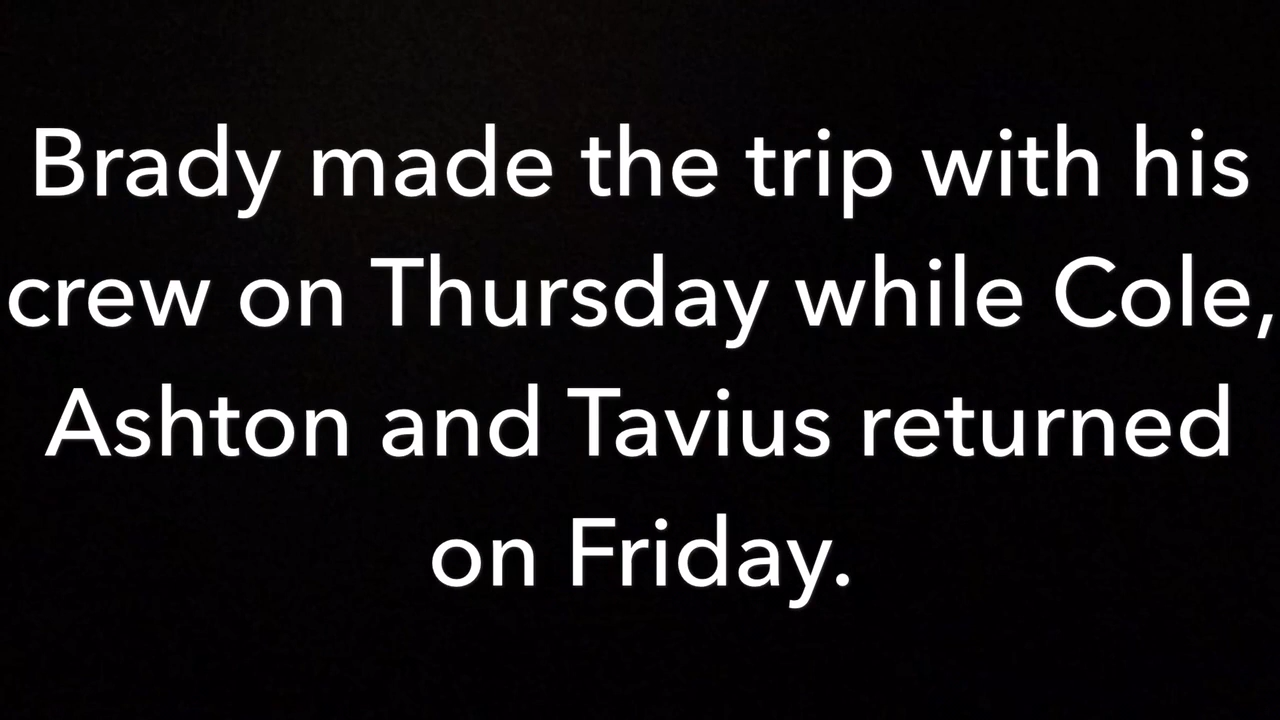 Brady made the trip with his
crew on Thursday while Cole,
Ashton and Tavius returned
on Friday.